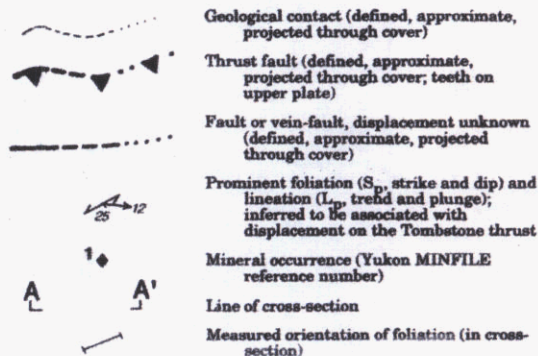 Geological contact (defined, approximate,
projected through cover)
Thrust fault (defined, approximate,
projected through cover; teeth on
upper plate)
Fault or vein-fault, displacement unknown
(defined, approximate, projected
through cover)
Prominent foliation (Sp, strike and dip) and
lineation (Lp, trend and plunge);
inferred to be associated with
displacement on the Tombstone thrust
25 12
1
Mineral occurrence (Yukon MINFILE
reference number)
A A'
Line of cross-section
Measured orientation of foliation (in cross-
section)